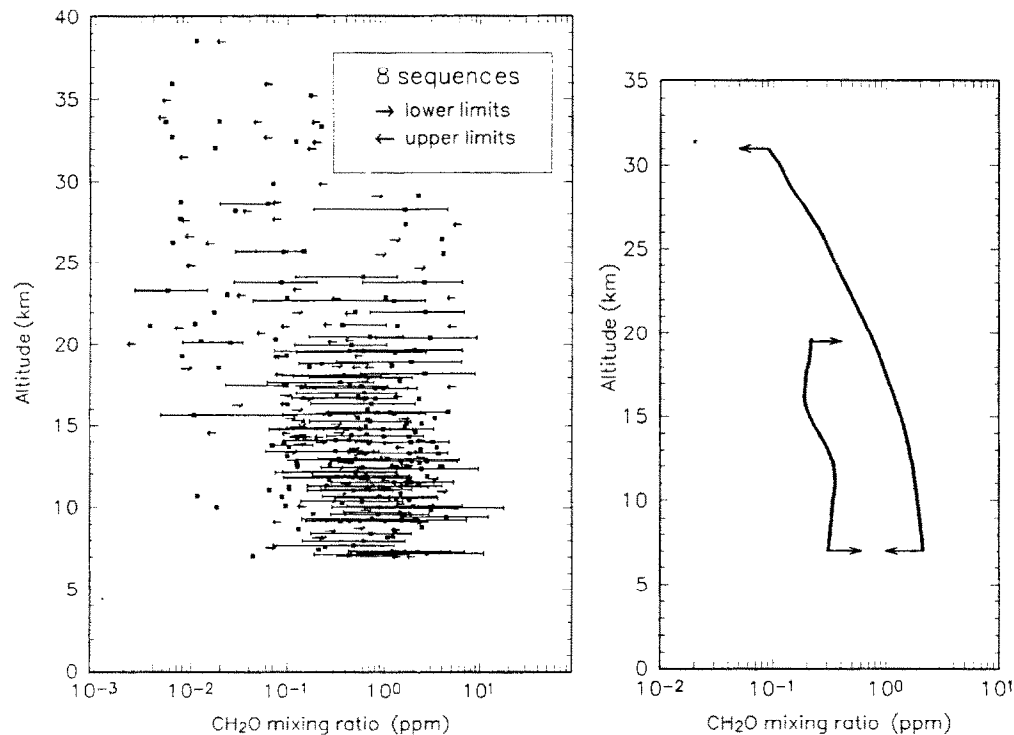 40
35
30
25
20
15
10
5
0
Altitude (km)
8 sequences
→ lower limits
← upper limits
10⁻³ 10⁻² 10⁻¹ 10⁰ 10¹
CH₂O mixing ratio (ppm)
35
30
25
20
15
10
5
0
Altitude (km)
10⁻² 10⁻¹ 10⁰ 10¹
CH₂O mixing ratio (ppm)